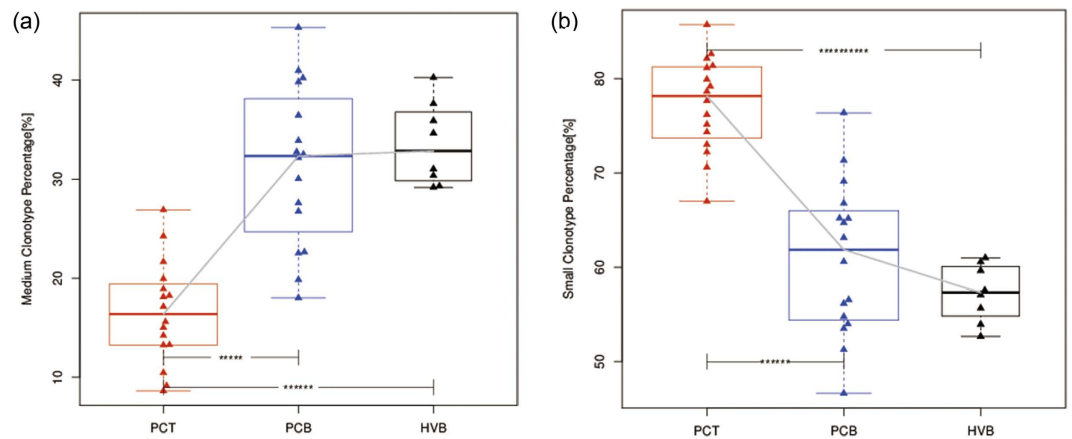 (a)
Medium Clonotype Percentage[%]
40
30
20
10
*****
******
PCT PCB HVB
(b)
Small Clonotype Percentage[%]
80
70
60
50
**********
******
PCT PCB HVB